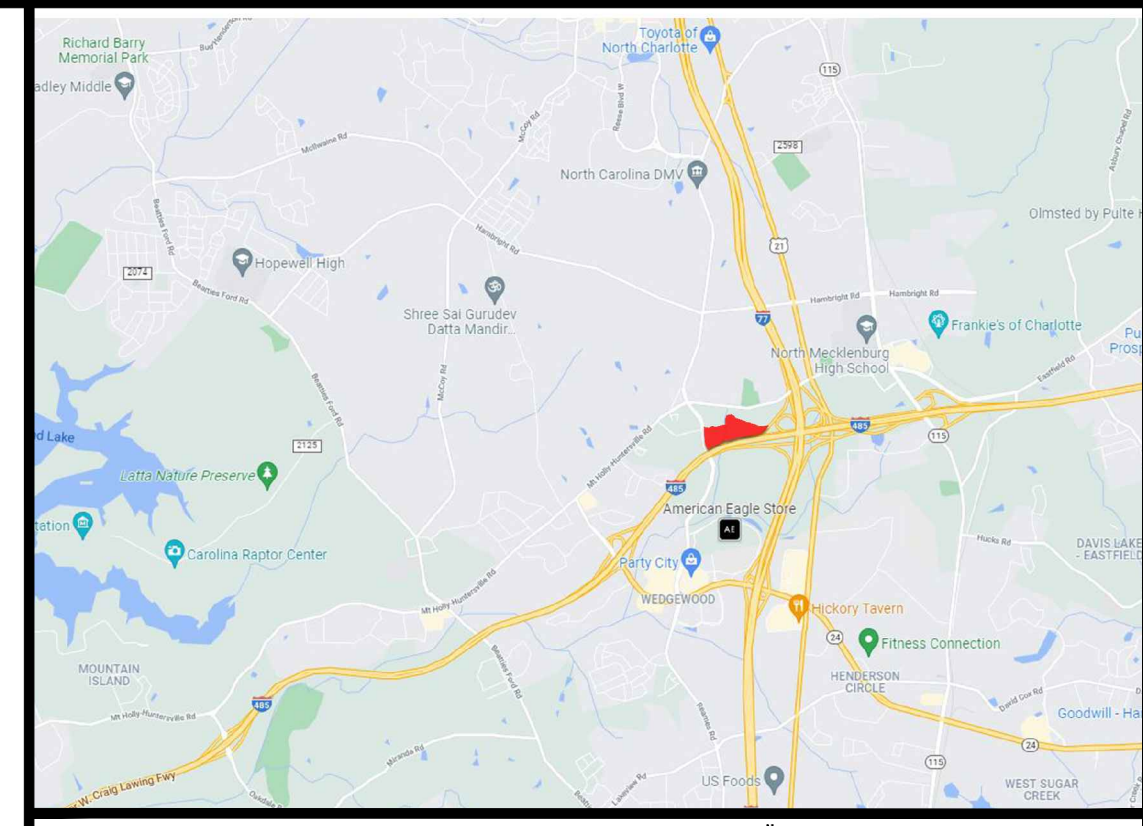 Richard Barry
Memorial Park
adley Middle
Toyota of
North Charlotte
115
McCoy Rd
Reese Blvd W
McIlwaine Rd
2598
Asbury Chapel Rd
North Carolina DMV
Olmsted by Pulte H
Beatties Ford Rd
21
Hambright Rd
2074
Hopewell High
Beatties Ford Rd
Shree Sai Gurudev
Datta Mandir...
77
Hambright Rd
Hambright Rd
Frankie's of Charlotte
Pu
Prosp
North Mecklenburg
High School
McCoy Rd
Eastfield Rd
Beatties Ford Rd
d Lake
2125
Mt Holly-Huntersville Rd
485
115
Latta Nature Preserve
485
American Eagle Store
AE
tation
Carolina Raptor Center
Hucks Rd
DAVIS LAKE
- EASTFIELD
Party City
Mt Holly-Huntersville Rd
WEDGEWOOD
Hickory Tavern
24
Fitness Connection
MOUNTAIN
ISLAND
Beatties Ford Rd
HENDERSON
CIRCLE
485
Mt Holly-Huntersville Rd
Reames Rd
David Cox Rd
Goodwill - Ha
Miranda Rd
24
115
W. Craig Lawing Fwy
Lakeview Rd
US Foods
WEST SUGAR
CREEK